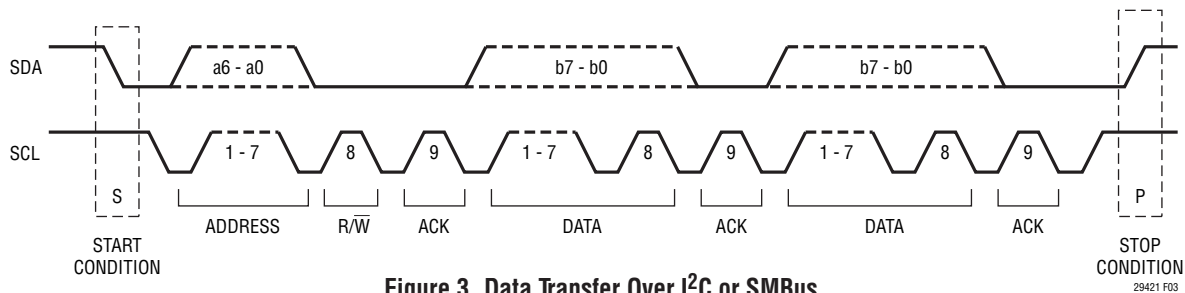 SDA
a6 - a0
b7 - b0
b7 - b0
SCL
1 - 7
8
9
1 - 7
8
9
1 - 7
8
9
S
P
ADDRESS
R/W̅
ACK
DATA
ACK
DATA
ACK
START
CONDITION
STOP
CONDITION
29421 F03
Figure 3. Data Transfer Over I²C or SMBus